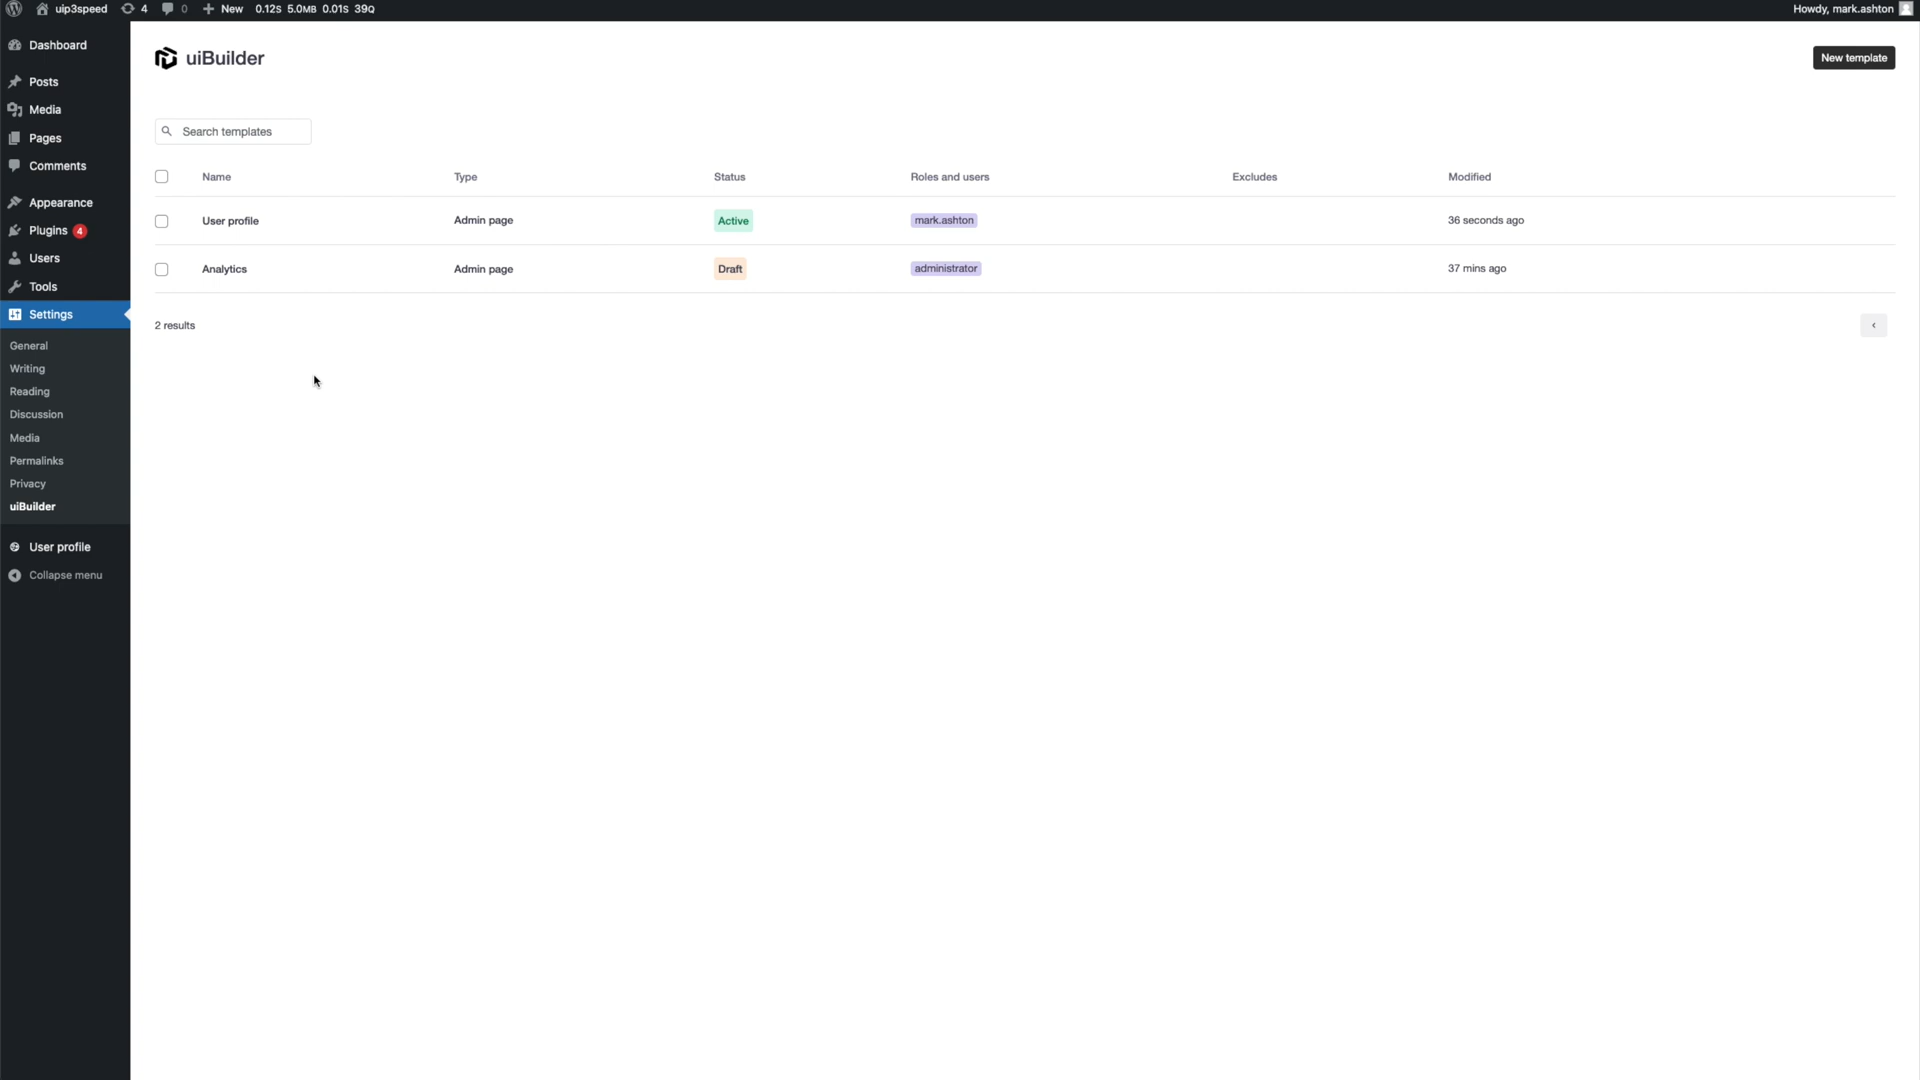 uip3speed 4 0 New 0.12S 5.0MB 0.01S 39Q Howdy, mark.ashton
Dashboard
Posts
Media
Pages
Comments
Appearance
Plugins 4
Users
Tools
Settings
General
Writing
Reading
Discussion
Media
Permalinks
Privacy
uiBuilder
User profile
Collapse menu
uiBuilder
New template
Search templates
Name Type Status Roles and users Excludes Modified
User profile Admin page Active mark.ashton 36 seconds ago
Analytics Admin page Draft administrator 37 mins ago
2 results